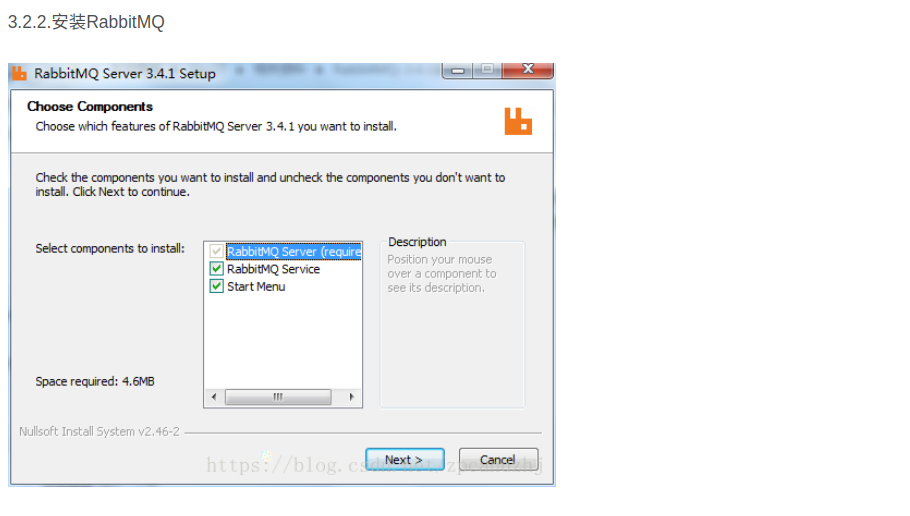 3.2.2.安装RabbitMQ
RabbitMQ Server 3.4.1 Setup
Choose Components
Choose which features of RabbitMQ Server 3.4.1 you want to install.
Check the components you want to install and uncheck the components you don't want to
install. Click Next to continue.
Select components to install:
RabbitMQ Server (require
RabbitMQ Service
Start Menu
Description
Position your mouse
over a component to
see its description.
Space required: 4.6MB
Nullsoft Install System v2.46-2
Next >
Cancel